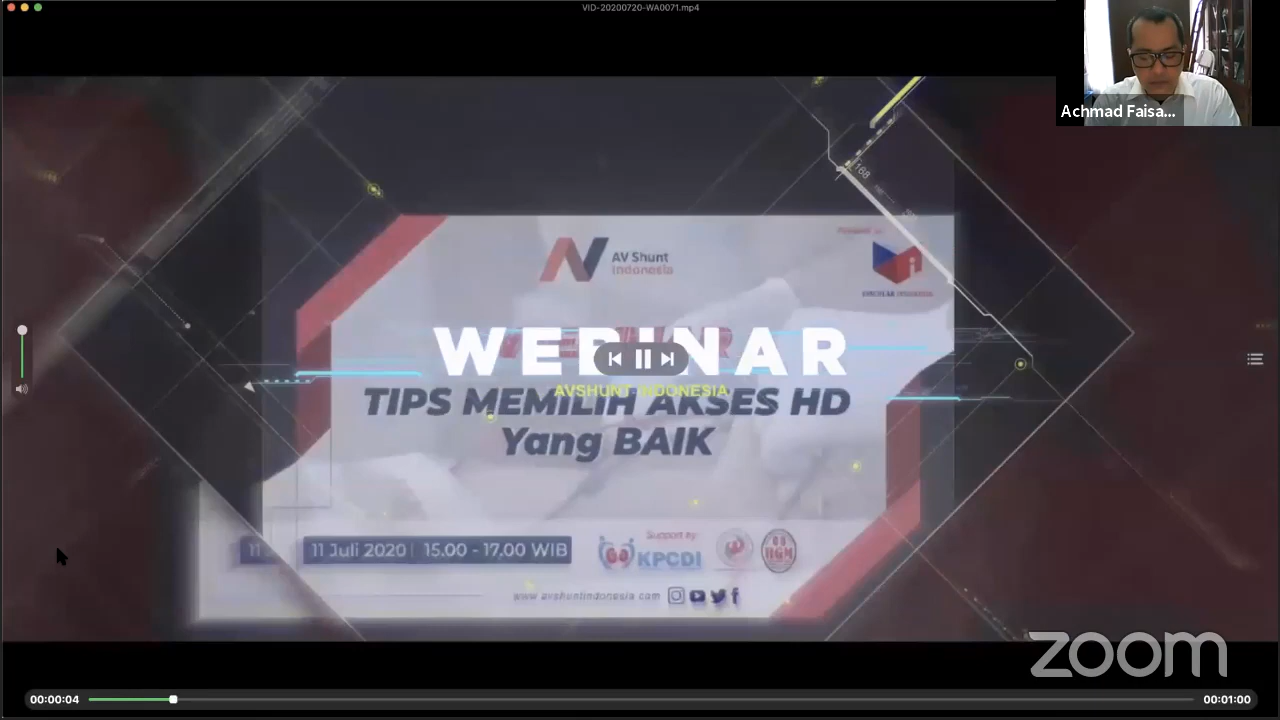 VID-20200720-WA0071.mp4
Achmad Faisa...
168
AV Shunt
Indonesia
WEBINAR
AVSHUNT INDONESIA
TIPS MEMILIH AKSES HD
Yang BAIK
11 Juli 2020 | 15.00 - 17.00 WIB
Support by
KPCDI
www.avshuntindonesia.com
zoom
00:00:04
00:01:00